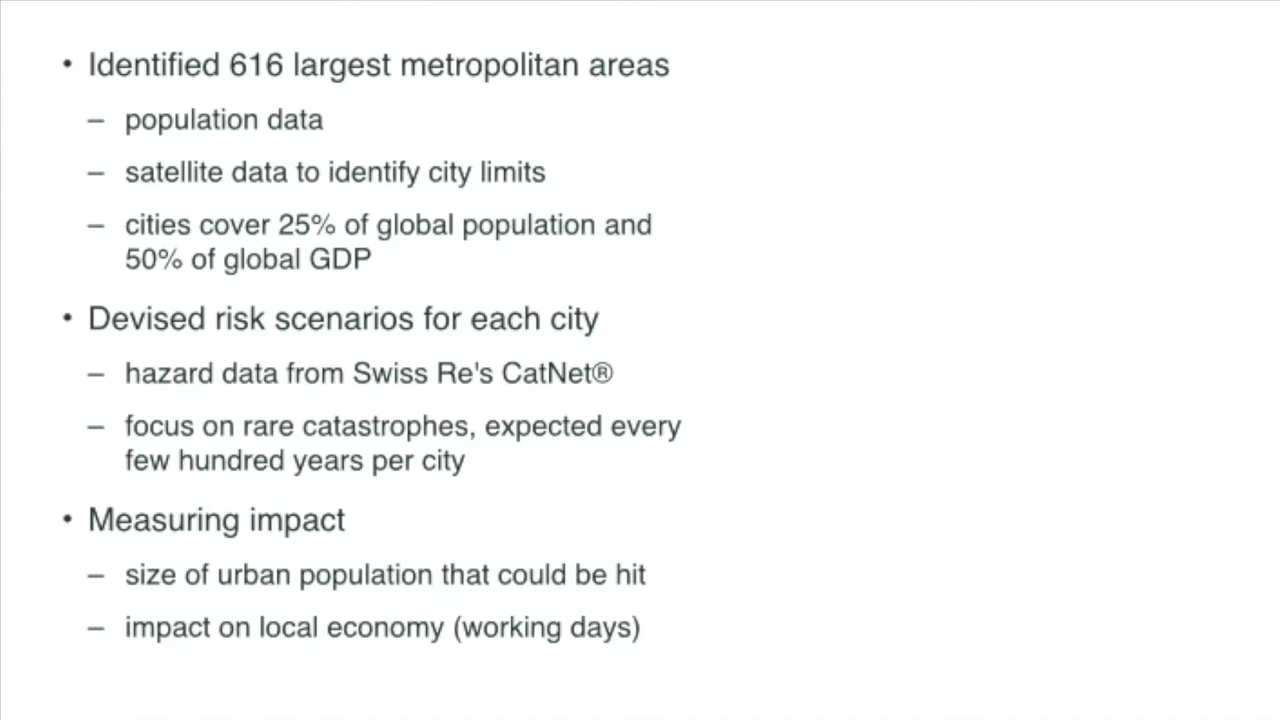 • Identified 616 largest metropolitan areas
– population data
– satellite data to identify city limits
– cities cover 25% of global population and
50% of global GDP
• Devised risk scenarios for each city
– hazard data from Swiss Re's CatNet®
– focus on rare catastrophes, expected every
few hundred years per city
• Measuring impact
– size of urban population that could be hit
– impact on local economy (working days)